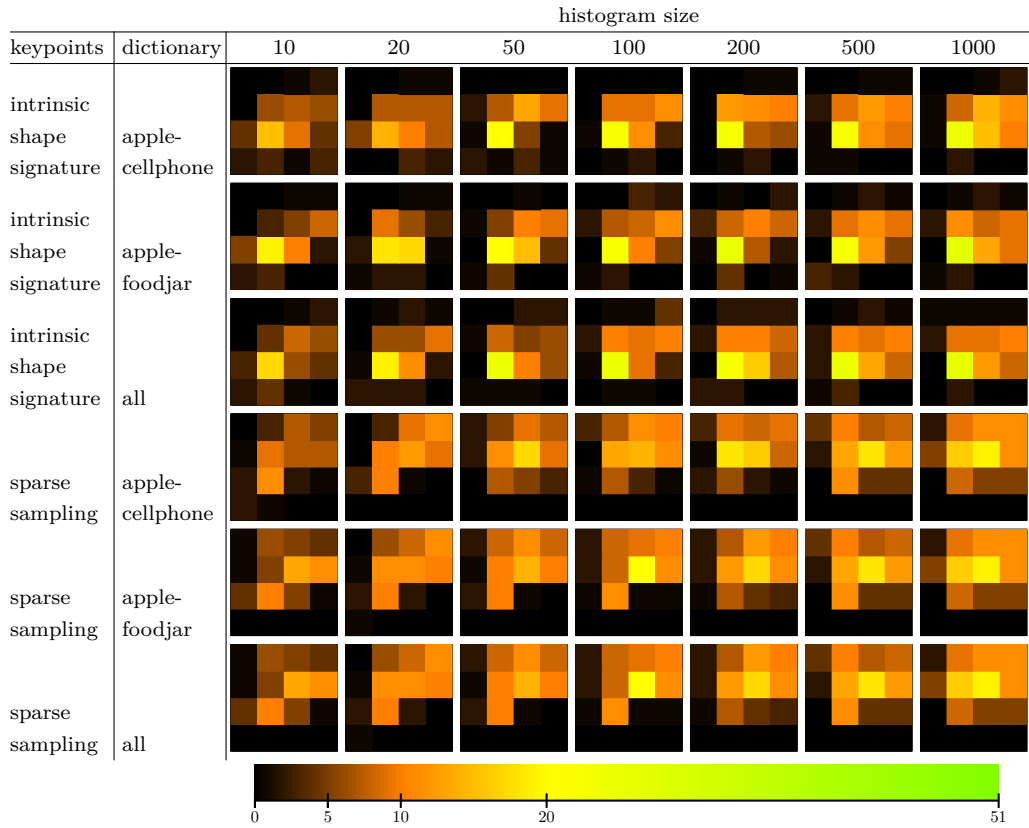 histogram size
keypoints dictionary 10 20 50 100 200 500 1000
intrinsic
shape apple-
signature cellphone
intrinsic
shape apple-
signature foodjar
intrinsic
shape
signature all
sparse apple-
sampling cellphone
sparse apple-
sampling foodjar
sparse
sampling all
0 5 10 20 51